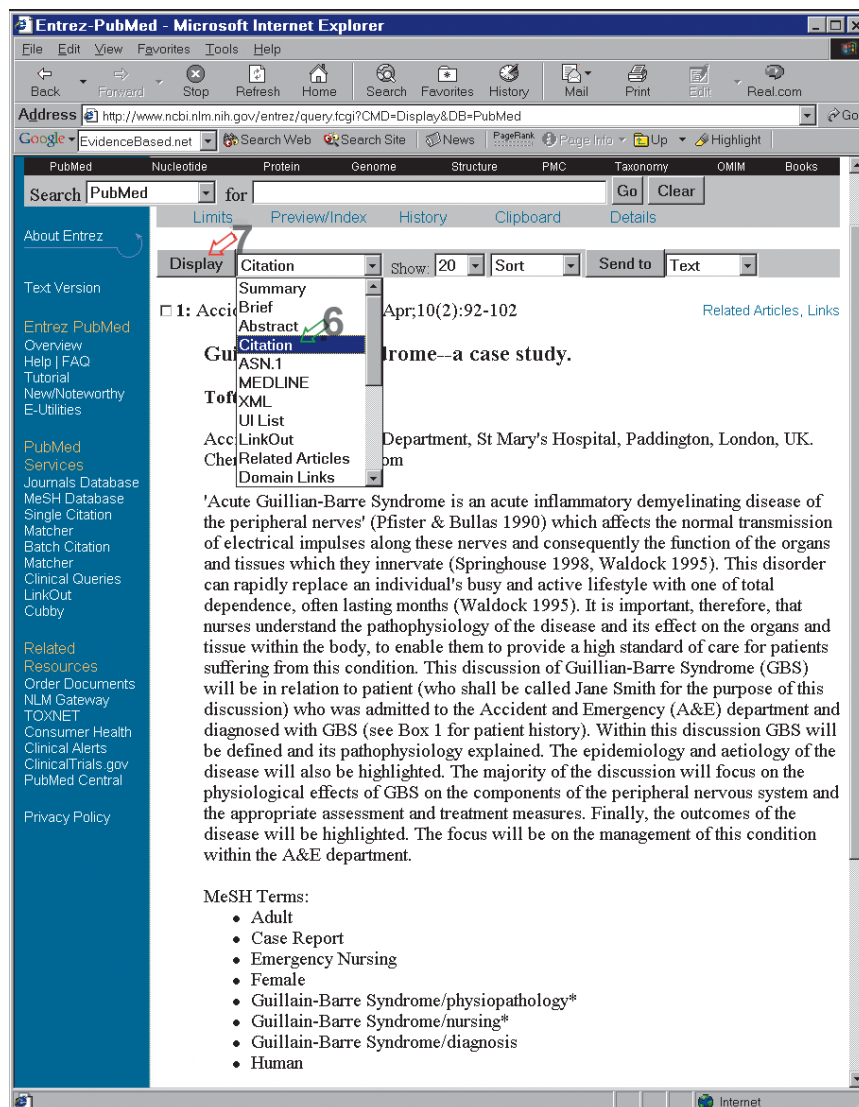 Entrez-PubMed - Microsoft Internet Explorer
File Edit View Favorites Tools Help
Back Forward Stop Refresh Home Search Favorites History Mail Print Edit Real.com
Address http://www.ncbi.nlm.nih.gov/entrez/query.fcgi?CMD=Display&DB=PubMed Go
Google EvidenceBased.net Search Web Search Site News PageRank Page Info Up Highlight
PubMed Nucleotide Protein Genome Structure PMC Taxonomy OMIM Books
Search PubMed for Go Clear
Limits Preview/Index History Clipboard Details
About Entrez
7
Display Citation Show: 20 Sort Send to Text
Text Version
Summary
Brief
Abstract 6
Citation
ASN.1
MEDLINE
XML
UI List
LinkOut
Related Articles
Domain Links
1: Apr;10(2):92-102 Related Articles, Links
Entrez PubMed
Overview
Help | FAQ
Tutorial
New/Noteworthy
E-Utilities
PubMed
Services
Journals Database
MeSH Database
Single Citation
Matcher
Batch Citation
Matcher
Clinical Queries
LinkOut
Cubby
Related
Resources
Order Documents
NLM Gateway
TOXNET
Consumer Health
Clinical Alerts
ClinicalTrials.gov
PubMed Central
Privacy Policy
Gui rome--a case study.
Toft
Acc Department, St Mary's Hospital, Paddington, London, UK.
Cher om
'Acute Guillian-Barre Syndrome is an acute inflammatory demyelinating disease of
the peripheral nerves' (Pfister & Bullas 1990) which affects the normal transmission
of electrical impulses along these nerves and consequently the function of the organs
and tissues which they innervate (Springhouse 1998, Waldock 1995). This disorder
can rapidly replace an individual's busy and active lifestyle with one of total
dependence, often lasting months (Waldock 1995). It is important, therefore, that
nurses understand the pathophysiology of the disease and its effect on the organs and
tissue within the body, to enable them to provide a high standard of care for patients
suffering from this condition. This discussion of Guillian-Barre Syndrome (GBS)
will be in relation to patient (who shall be called Jane Smith for the purpose of this
discussion) who was admitted to the Accident and Emergency (A&E) department and
diagnosed with GBS (see Box 1 for patient history). Within this discussion GBS will
be defined and its pathophysiology explained. The epidemiology and aetiology of the
disease will also be highlighted. The majority of the discussion will focus on the
physiological effects of GBS on the components of the peripheral nervous system and
the appropriate assessment and treatment measures. Finally, the outcomes of the
disease will be highlighted. The focus will be on the management of this condition
within the A&E department.
MeSH Terms:
• Adult
• Case Report
• Emergency Nursing
• Female
• Guillain-Barre Syndrome/physiopathology*
• Guillain-Barre Syndrome/nursing*
• Guillain-Barre Syndrome/diagnosis
• Human
Internet